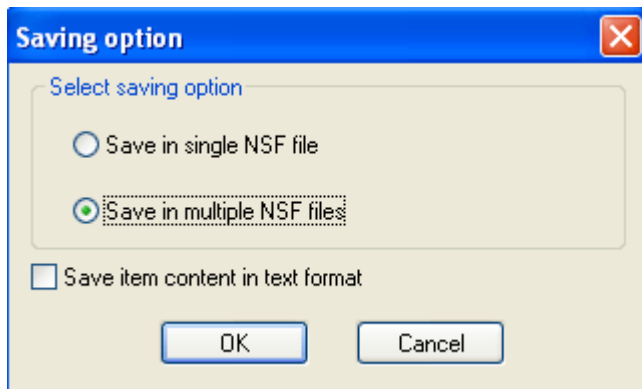 Saving option
Select saving option
Save in single NSF file
Save in multiple NSF files
Save item content in text format
OK Cancel